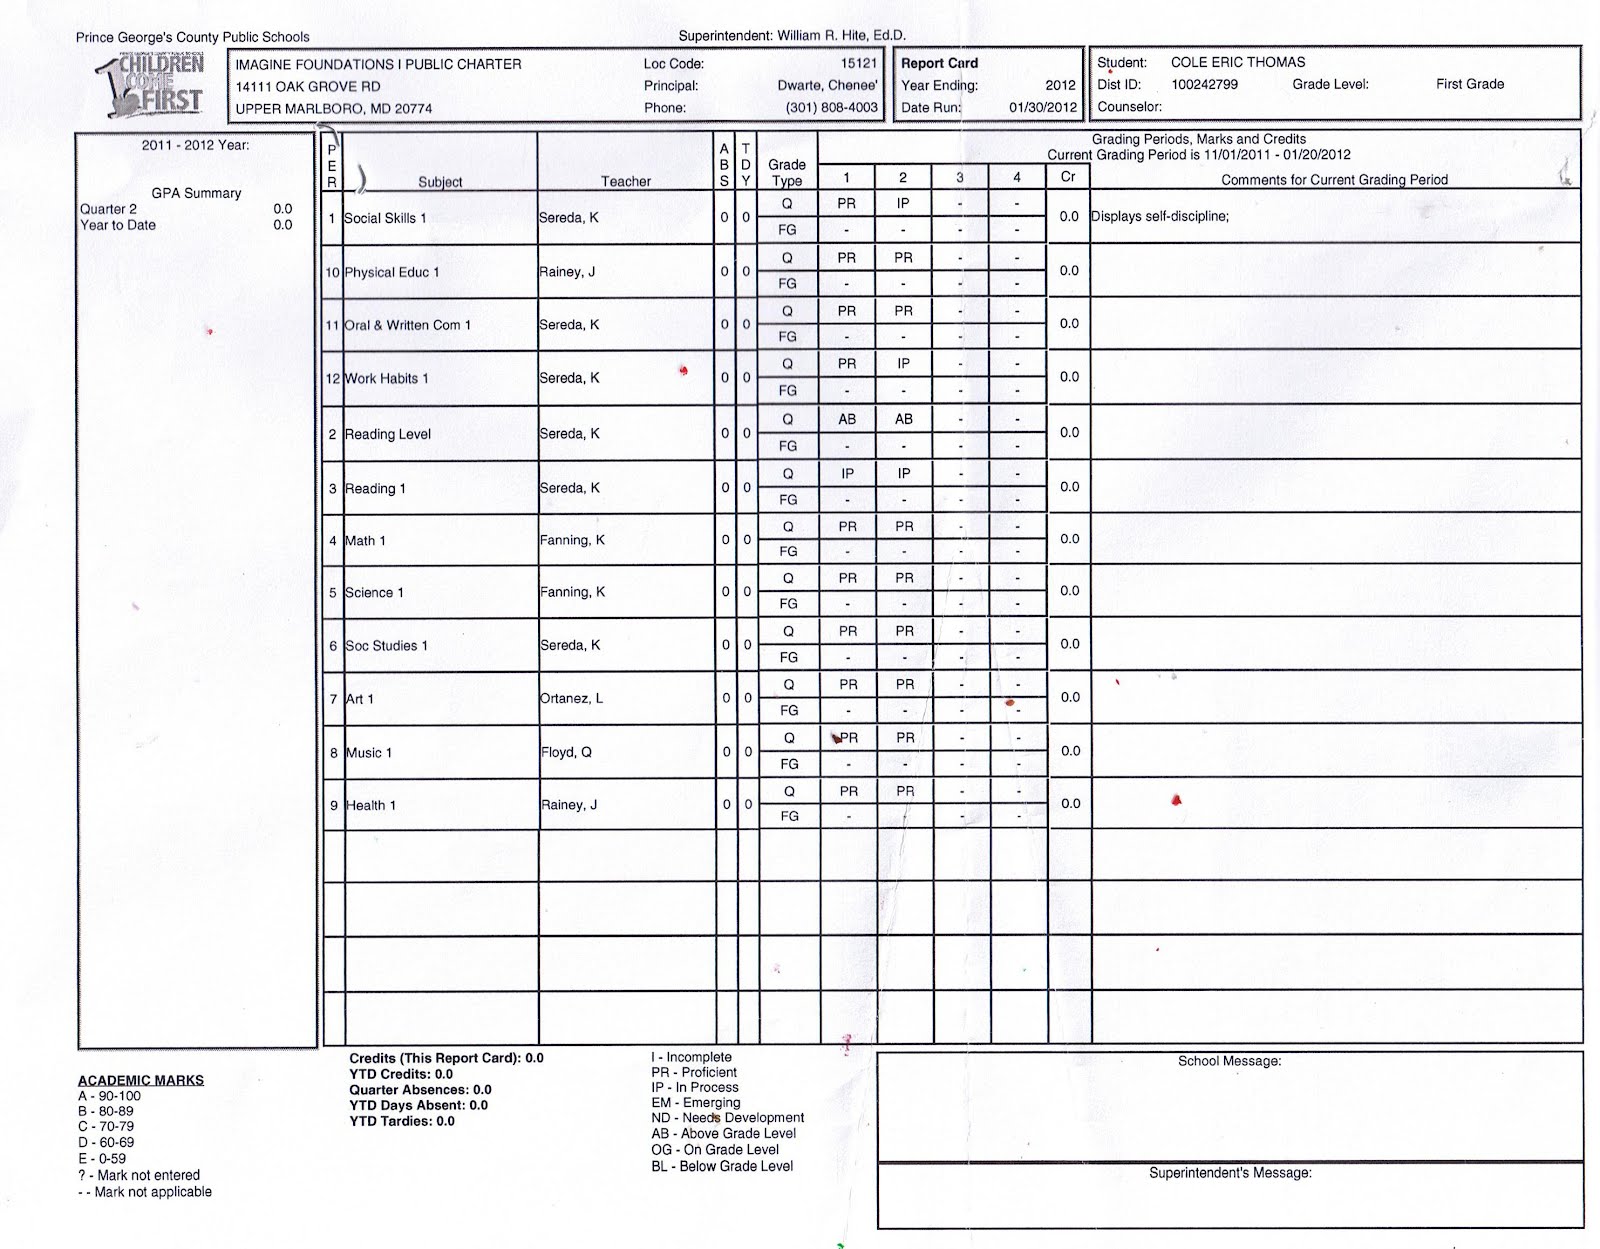 Prince George's County Public Schools
Superintendent: William R. Hite, Ed.D.
CHILDREN
COME
FIRST
IMAGINE FOUNDATIONS I PUBLIC CHARTER
14111 OAK GROVE RD
UPPER MARLBORO, MD 20774
Loc Code: 15121
Principal: Dwarte, Chenee'
Phone: (301) 808-4003
Report Card
Year Ending: 2012
Date Run: 01/30/2012
Student: COLE ERIC THOMAS
Dist ID: 100242799 Grade Level: First Grade
Counselor:
2011 - 2012 Year:
GPA Summary
Quarter 2 0.0
Year to Date 0.0
Grading Periods, Marks and Credits
Current Grading Period is 11/01/2011 - 01/20/2012
PER Subject Teacher ABS TDY Grade Type 1 2 3 4 Cr Comments for Current Grading Period
1 Social Skills 1 Sereda, K 0 0 Q PR IP - - 0.0 Displays self-discipline;
FG - - - -
10 Physical Educ 1 Rainey, J 0 0 Q PR PR - - 0.0
FG - - - -
11 Oral & Written Com 1 Sereda, K 0 0 Q PR PR - - 0.0
FG - - - -
12 Work Habits 1 Sereda, K 0 0 Q PR IP - - 0.0
FG - - - -
2 Reading Level Sereda, K 0 0 Q AB AB - - 0.0
FG - - - -
3 Reading 1 Sereda, K 0 0 Q IP IP - - 0.0
FG - - - -
4 Math 1 Fanning, K 0 0 Q PR PR - - 0.0
FG - - - -
5 Science 1 Fanning, K 0 0 Q PR PR - - 0.0
FG - - - -
6 Soc Studies 1 Sereda, K 0 0 Q PR PR - - 0.0
FG - - - -
7 Art 1 Ortanez, L 0 0 Q PR PR - - 0.0
FG - - - -
8 Music 1 Floyd, Q 0 0 Q PR PR - - 0.0
FG - - - -
9 Health 1 Rainey, J 0 0 Q PR PR - - 0.0
FG - - - -
ACADEMIC MARKS
A - 90-100
B - 80-89
C - 70-79
D - 60-69
E - 0-59
? - Mark not entered
- - Mark not applicable
Credits (This Report Card): 0.0
YTD Credits: 0.0
Quarter Absences: 0.0
YTD Days Absent: 0.0
YTD Tardies: 0.0
I - Incomplete
PR - Proficient
IP - In Process
EM - Emerging
ND - Needs Development
AB - Above Grade Level
OG - On Grade Level
BL - Below Grade Level
School Message:
Superintendent's Message: